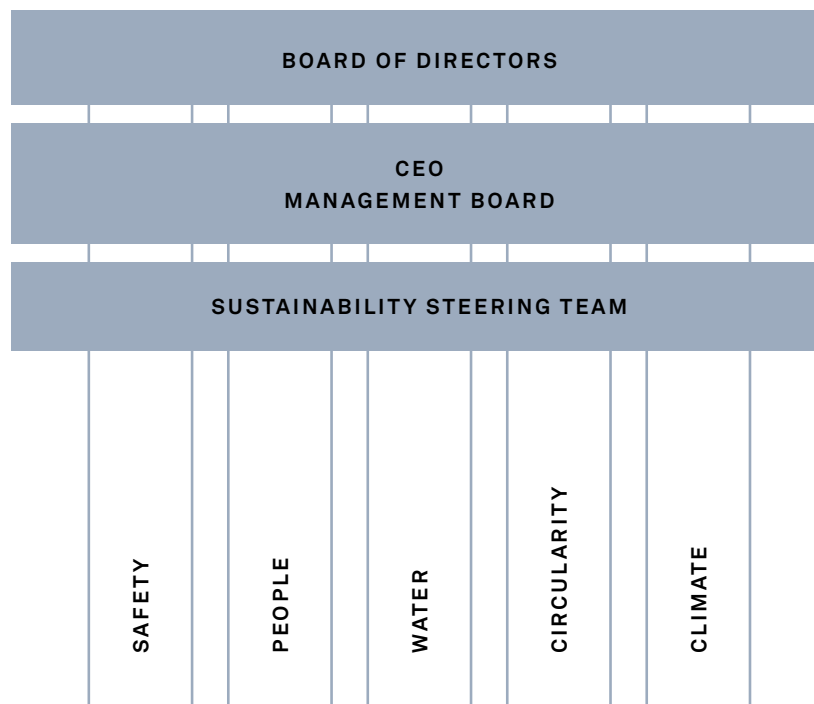 BOARD OF DIRECTORS
CEO
MANAGEMENT BOARD
SUSTAINABILITY STEERING TEAM
SAFETY
PEOPLE
WATER
CIRCULARITY
CLIMATE